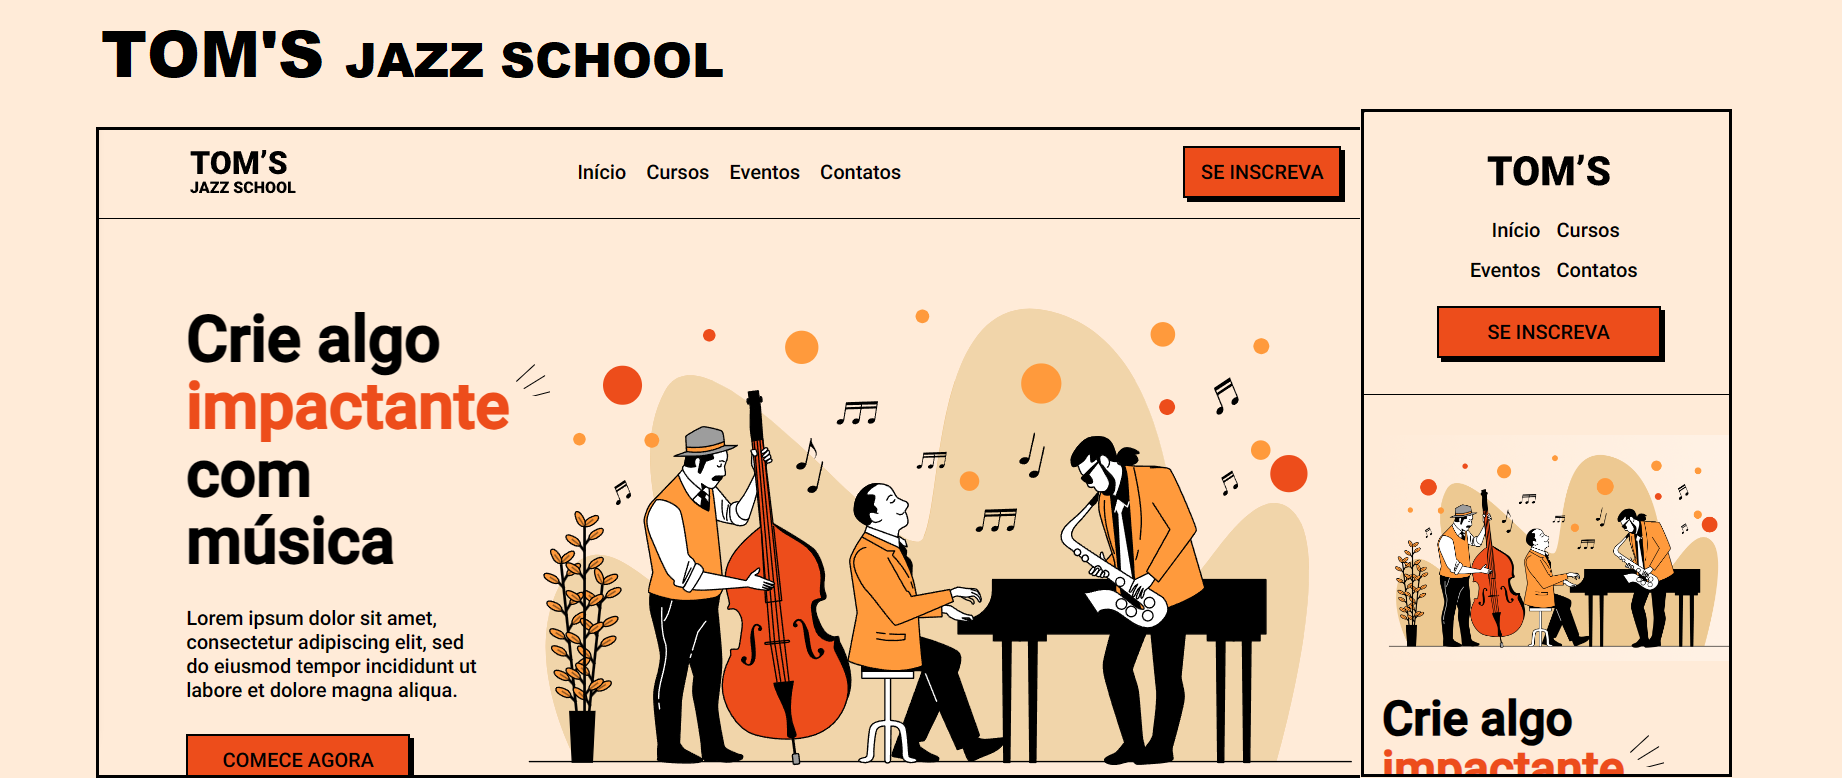 TOM'S JAZZ SCHOOL
TOM’S
JAZZ SCHOOL
Início Cursos Eventos Contatos
SE INSCREVA
Crie algo
impactante
com
música
Lorem ipsum dolor sit amet,
consectetur adipiscing elit, sed
do eiusmod tempor incididunt ut
labore et dolore magna aliqua.
COMECE AGORA
TOM’S
Início Cursos
Eventos Contatos
SE INSCREVA
Crie algo
impactante